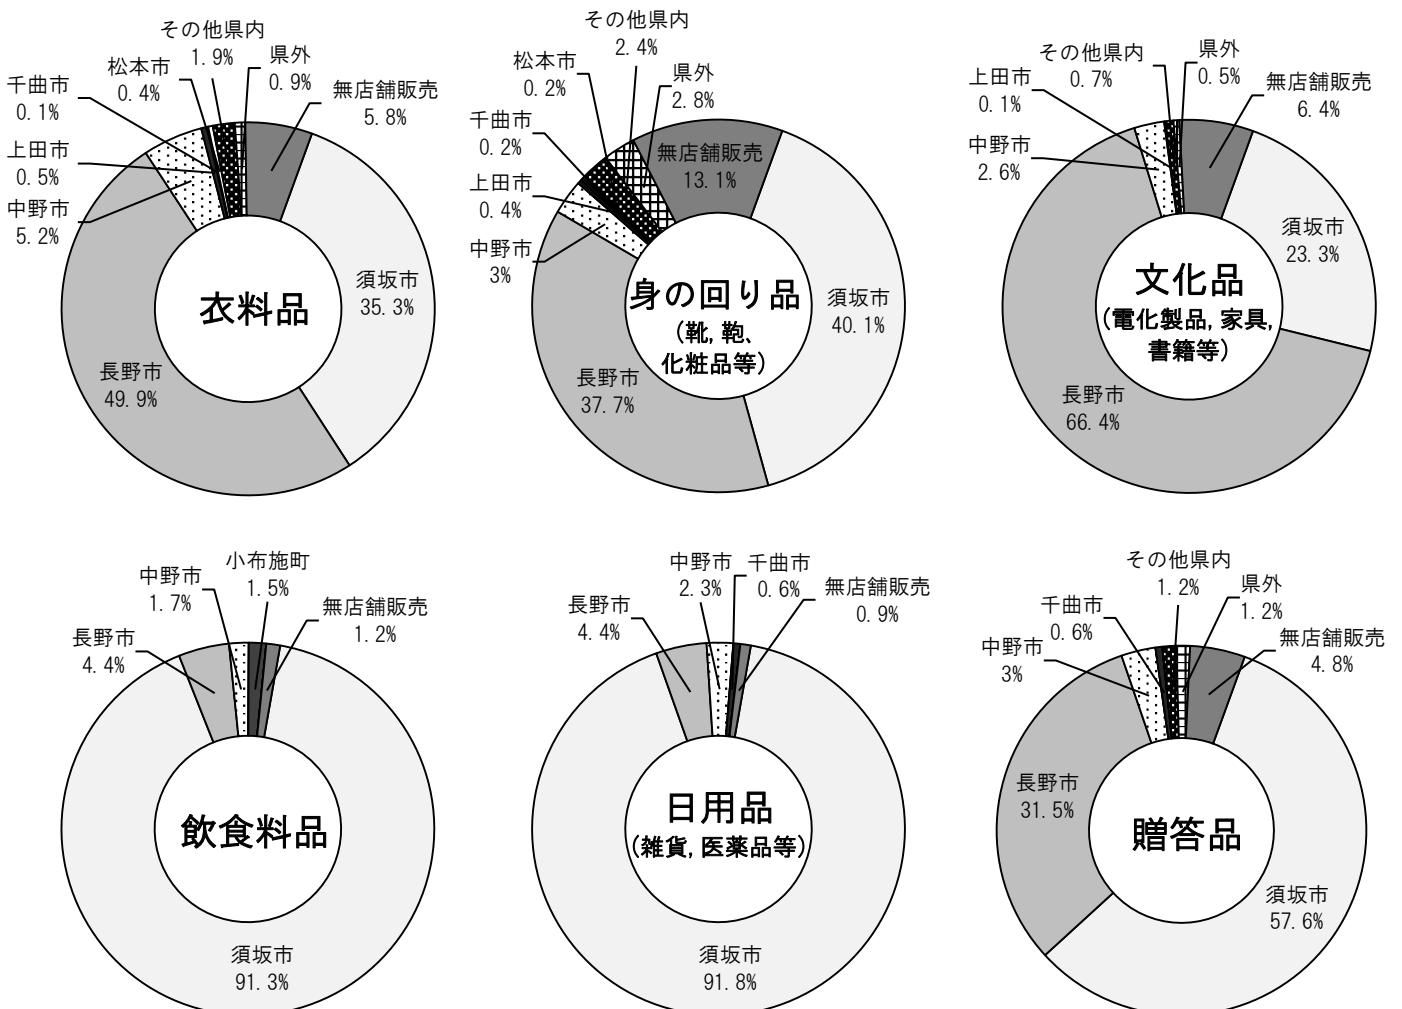 その他県内
1.9%
県外
0.9%
松本市
0.4%
千曲市
0.1%
無店舗販売
5.8%
上田市
0.5%
中野市
5.2%
須坂市
35.3%
長野市
49.9%
衣料品
その他県内
2.4%
松本市
0.2%
県外
2.8%
千曲市
0.2%
無店舗販売
13.1%
上田市
0.4%
中野市
3%
須坂市
40.1%
長野市
37.7%
身の回り品
(靴,鞄、
化粧品等)
その他県内
0.7%
県外
0.5%
上田市
0.1%
無店舗販売
6.4%
中野市
2.6%
須坂市
23.3%
長野市
66.4%
文化品
(電化製品,家具,
書籍等)
小布施町
1.5%
中野市
1.7%
無店舗販売
1.2%
長野市
4.4%
飲食料品
須坂市
91.3%
中野市
2.3%
千曲市
0.6%
無店舗販売
0.9%
長野市
4.4%
日用品
(雑貨,医薬品等)
須坂市
91.8%
その他県内
1.2%
県外
1.2%
千曲市
0.6%
無店舗販売
4.8%
中野市
3%
長野市
31.5%
贈答品
須坂市
57.6%